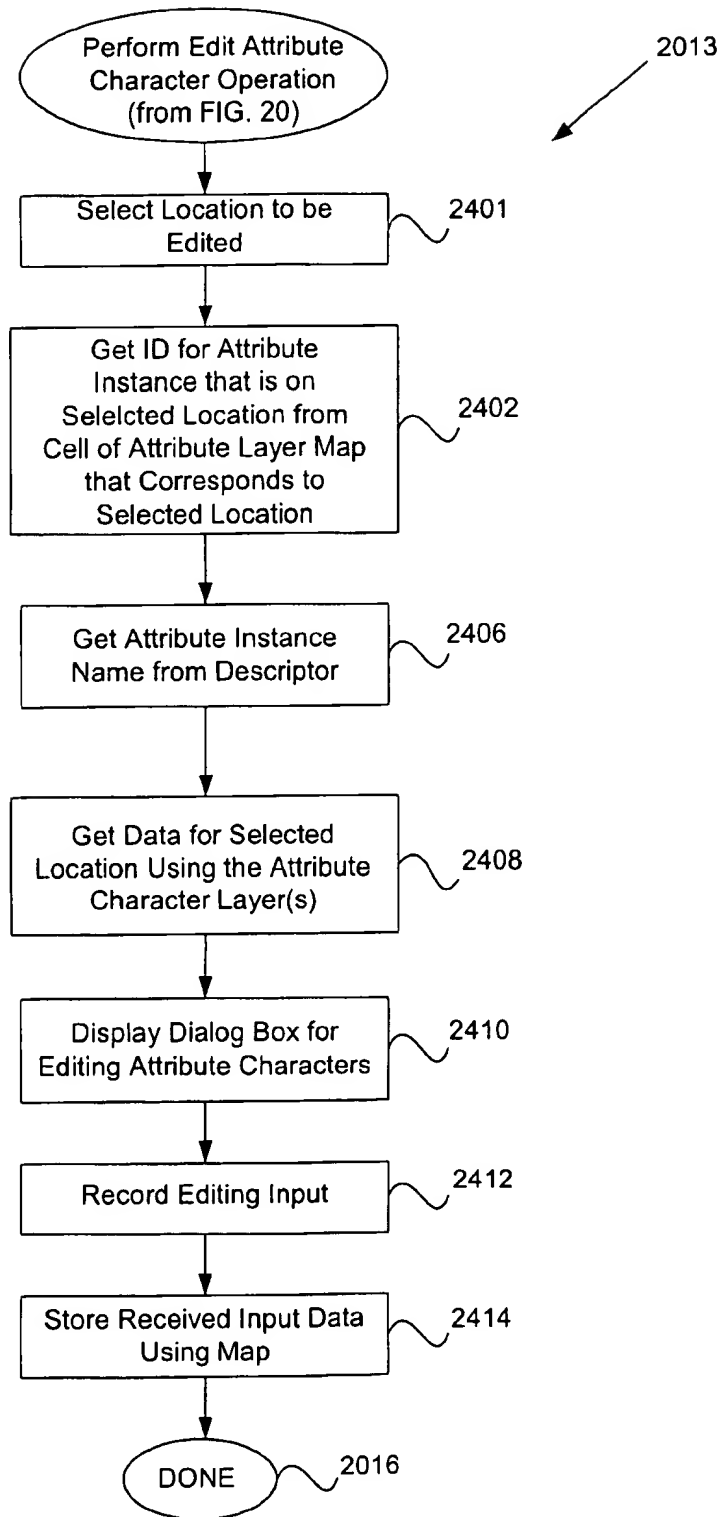 Perform Edit Attribute
Character Operation
(from FIG. 20)
2013
Select Location to be
Edited
2401
Get ID for Attribute
Instance that is on
Selelcted Location from
Cell of Attribute Layer Map
that Corresponds to
Selected Location
2402
Get Attribute Instance
Name from Descriptor
2406
Get Data for Selected
Location Using the Attribute
Character Layer(s)
2408
Display Dialog Box for
Editing Attribute Characters
2410
Record Editing Input
2412
Store Received Input Data
Using Map
2414
DONE
2016